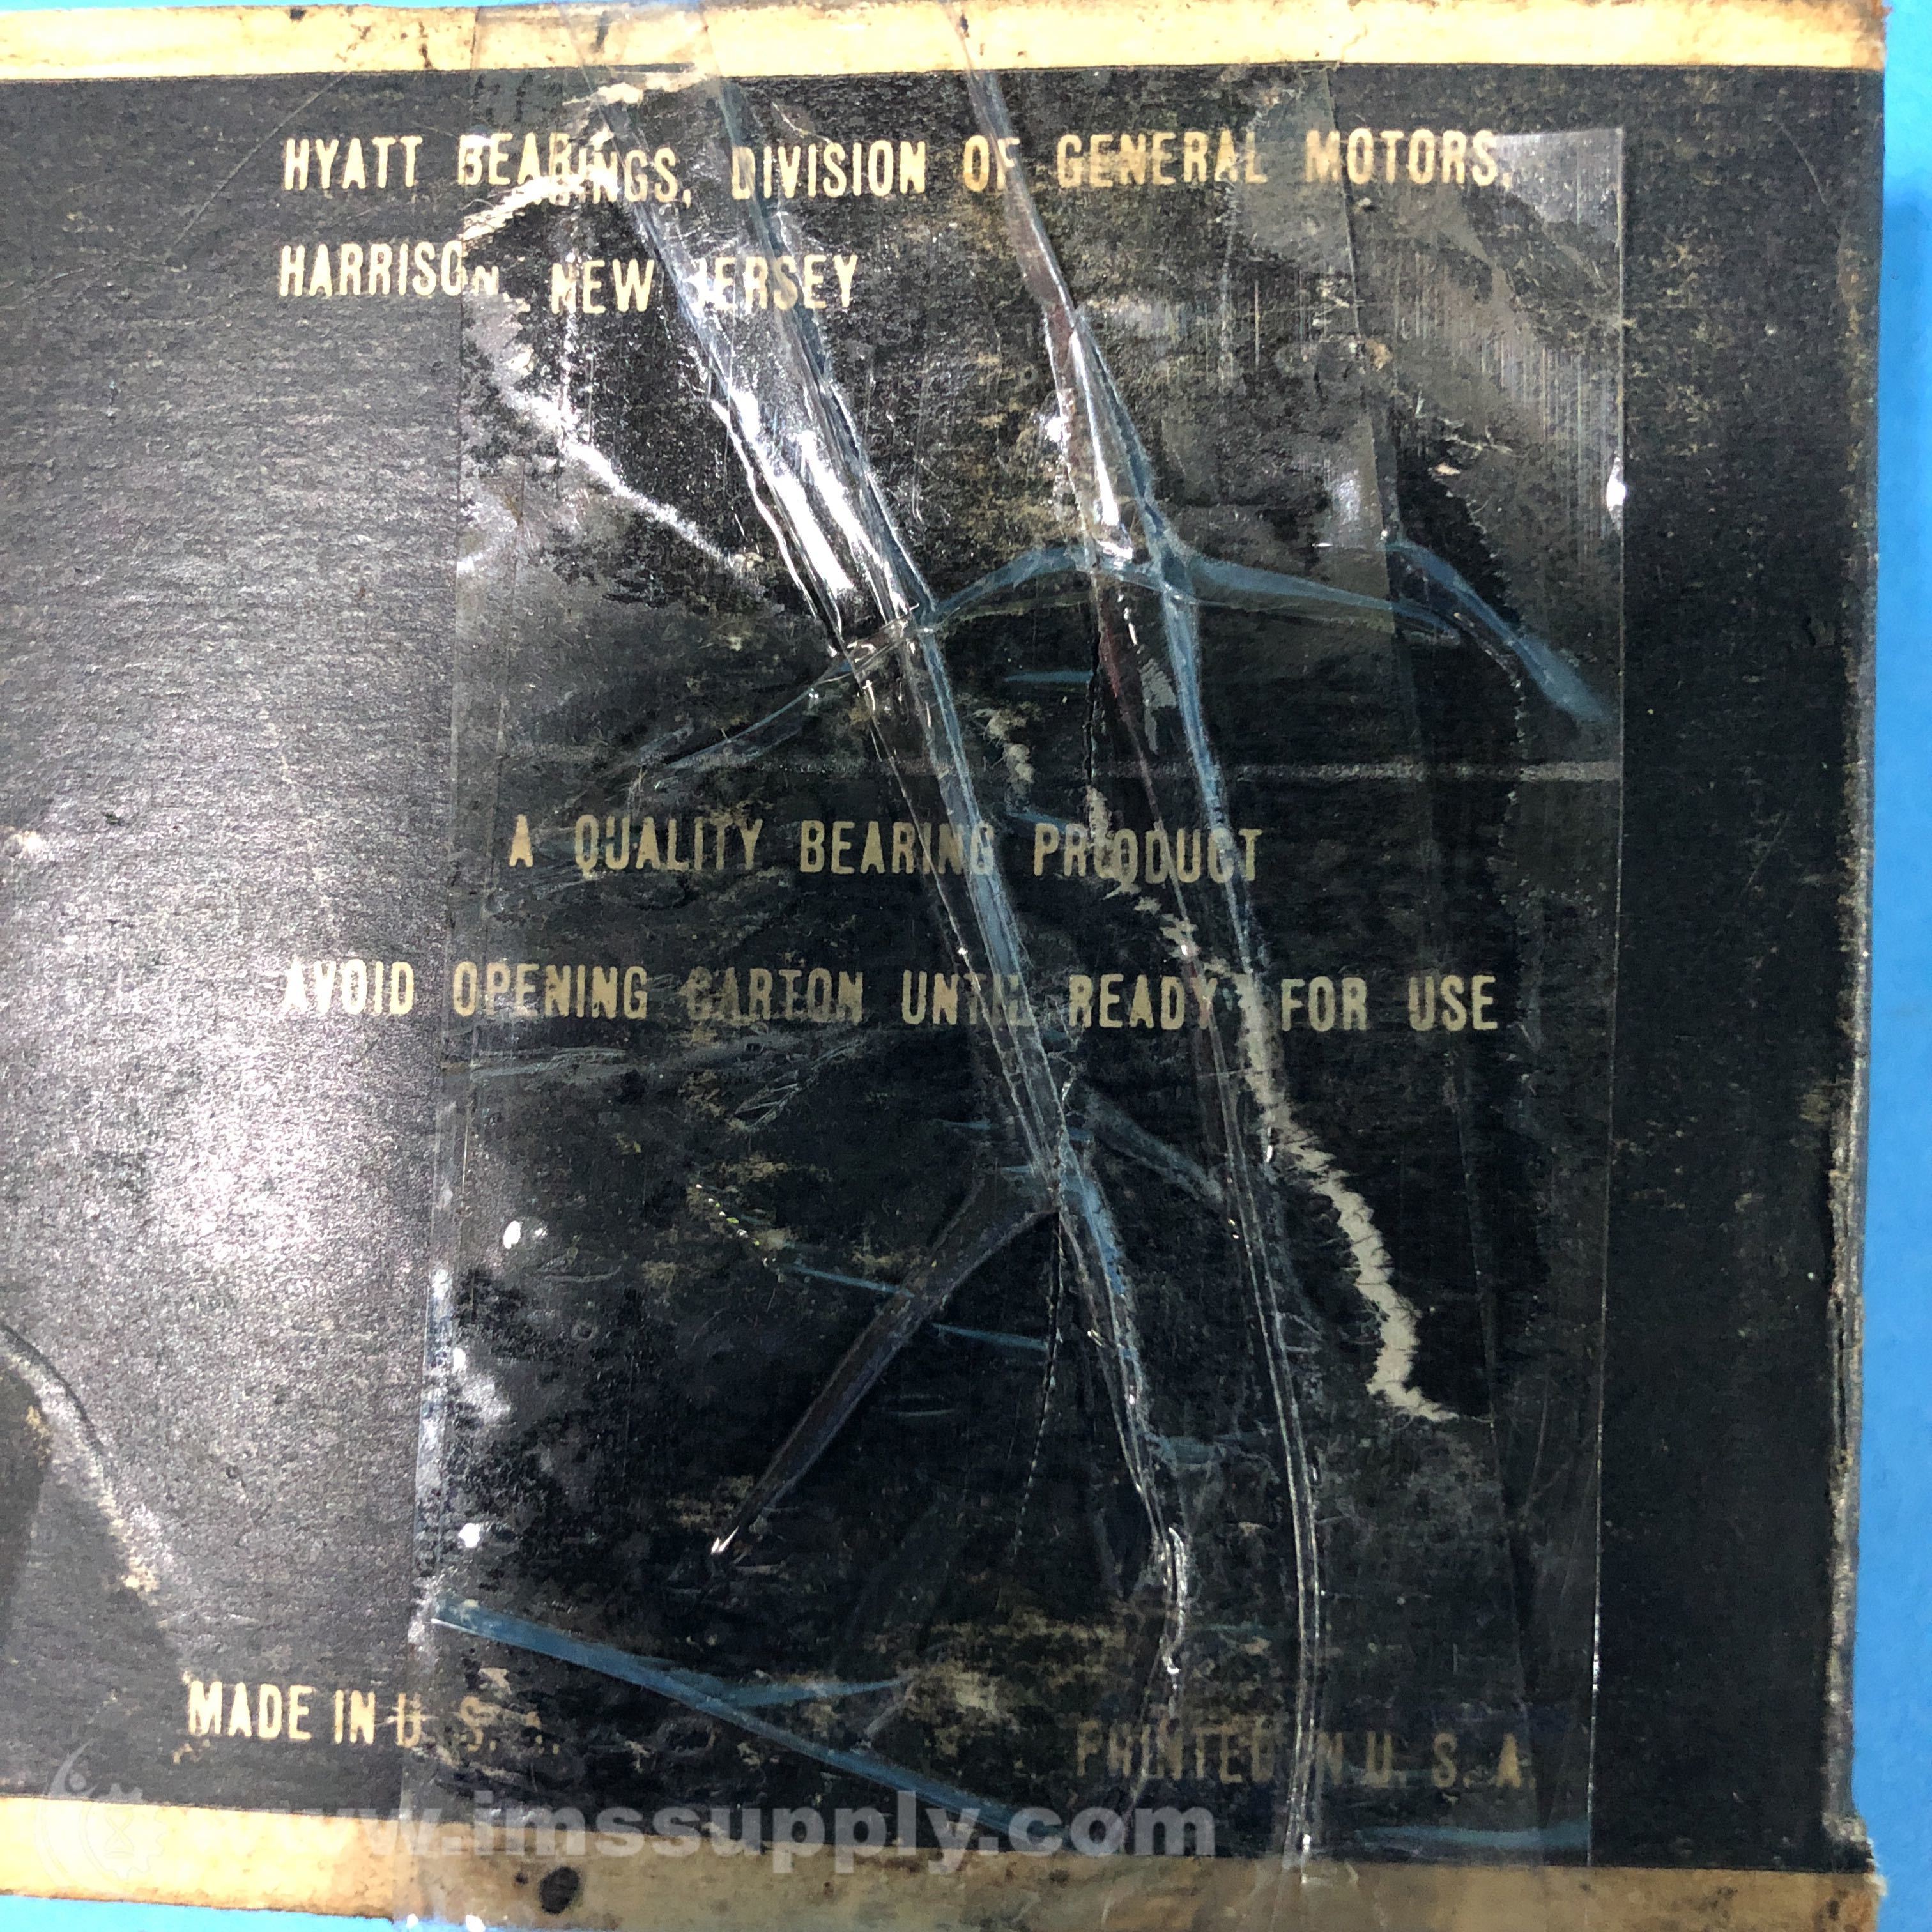 HYATT BEARINGS, DIVISION OF GENERAL MOTORS,
HARRISON, NEW JERSEY
A QUALITY BEARING PRODUCT
AVOID OPENING CARTON UNTIL READY FOR USE
MADE IN U. S. A.
PRINTED IN U. S. A.
www.imssupply.com